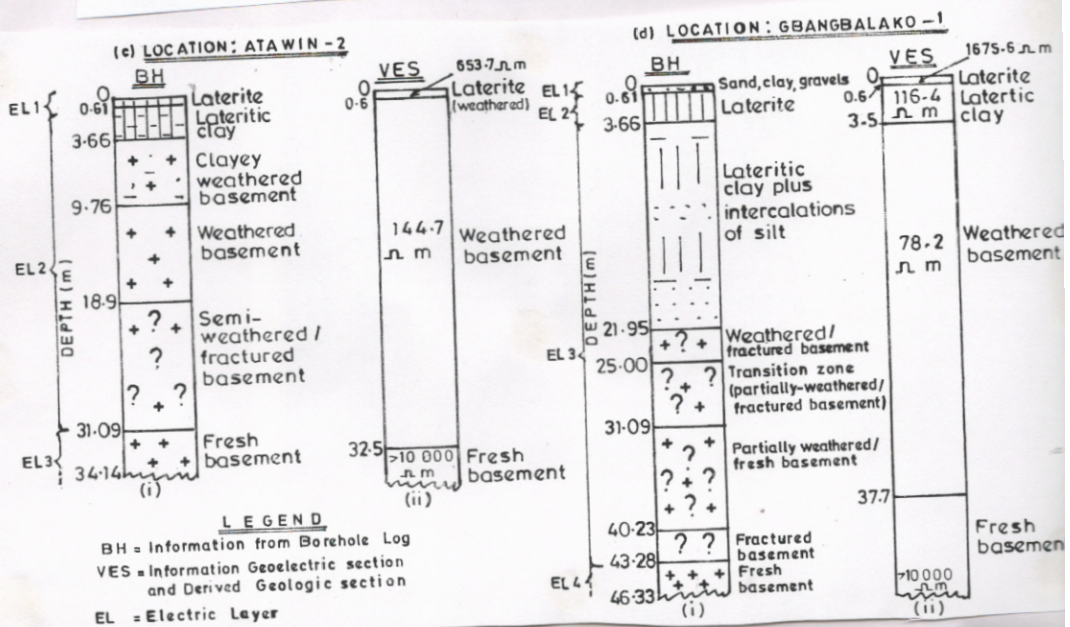 (c) LOCATION: ATAWIN-2
BH
EL1
0
0.61
3.66
9.76
EL2
DEPTH (m)
18.9
31.09
EL3
34.14
Laterite
Lateritic
clay
Clayey
weathered
basement
Weathered
basement
Semi-
weathered/
fractured
basement
Fresh
basement
(i)
VES
653.7 Ω m
0
0.6
Laterite
(weathered)
144.7
Ω m
Weathered
basement
32.5
>10 000
Ω m
Fresh
basement
(ii)
LEGEND
BH = Information from Borehole Log
VES = Information Geoelectric section
and Derived Geologic section
EL = Electric Layer
(d) LOCATION: GBANGBALAKO-1
BH
EL1
0
0.61
EL2
3.66
DEPTH (m)
21.95
EL3
25.00
31.09
40.23
43.28
EL4
46.33
Sand, clay, gravels
Laterite
Lateritic
clay plus
intercalations
of silt
Weathered/
fractured basement
Transition zone
(partially-weathered/
fractured basement)
Partially weathered/
fresh basement
Fractured
basement
Fresh
basement
(i)
VES
1675.6 Ω m
0
0.6
Laterite
116.4
Ω m
Latertic
clay
3.5
78.2
Ω m
Weathered
basement
37.7
Fresh
basemen
>10000
Ω m
(ii)